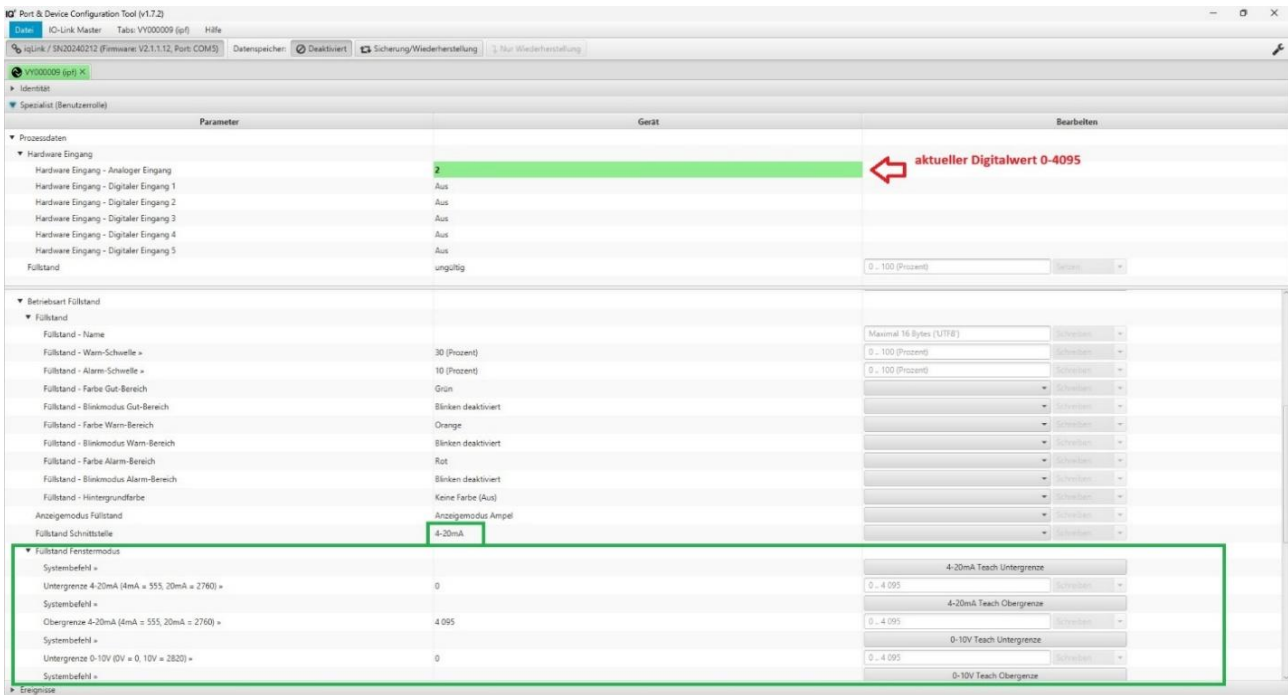 IQ² Port & Device Configuration Tool (v1.7.2)
Datei IO-Link Master Tabs: VY000009 (ipf) Hilfe
iqLink / SN20240212 (Firmware: V2.1.1.12, Port: COM5) Datenspeicher: Deaktiviert Sicherung/Wiederherstellung Nur Wiederherstellung
VY000009 (ipf) ×
Identität
Spezialist (Benutzerrolle)
Parameter Gerät Bearbeiten
Prozessdaten
Hardware Eingang
Hardware Eingang - Analoger Eingang 2 aktueller Digitalwert 0-4095
Hardware Eingang - Digitaler Eingang 1 Aus
Hardware Eingang - Digitaler Eingang 2 Aus
Hardware Eingang - Digitaler Eingang 3 Aus
Hardware Eingang - Digitaler Eingang 4 Aus
Hardware Eingang - Digitaler Eingang 5 Aus
Füllstand ungültig 0 .. 100 (Prozent)
Betriebsart Füllstand
Füllstand
Füllstand - Name Maximal 16 Bytes ('UTF8') Schreiben
Füllstand - Warn-Schwelle » 30 (Prozent) 0 .. 100 (Prozent) Schreiben
Füllstand - Alarm-Schwelle » 10 (Prozent) 0 .. 100 (Prozent) Schreiben
Füllstand - Farbe Gut-Bereich Grün Schreiben
Füllstand - Blinkmodus Gut-Bereich Blinken deaktiviert Schreiben
Füllstand - Farbe Warn-Bereich Orange Schreiben
Füllstand - Blinkmodus Warn-Bereich Blinken deaktiviert Schreiben
Füllstand - Farbe Alarm-Bereich Rot Schreiben
Füllstand - Blinkmodus Alarm-Bereich Blinken deaktiviert Schreiben
Füllstand - Hintergrundfarbe Keine Farbe (Aus) Schreiben
Anzeigemodus Füllstand Anzeigemodus Ampel Schreiben
Füllstand Schnittstelle 4-20mA Schreiben
Füllstand Fenstermodus
Systembefehl » 4-20mA Teach Untergrenze
Untergrenze 4-20mA (4mA = 555, 20mA = 2760) » 0 0 .. 4 095 Schreiben
Systembefehl » 4-20mA Teach Obergrenze
Obergrenze 4-20mA (4mA = 555, 20mA = 2760) » 4 095 0 .. 4 095 Schreiben
Systembefehl » 0-10V Teach Untergrenze
Untergrenze 0-10V (0V = 0, 10V = 2820) » 0 0 .. 4 095 Schreiben
Systembefehl » 0-10V Teach Obergenze
Ereignisse